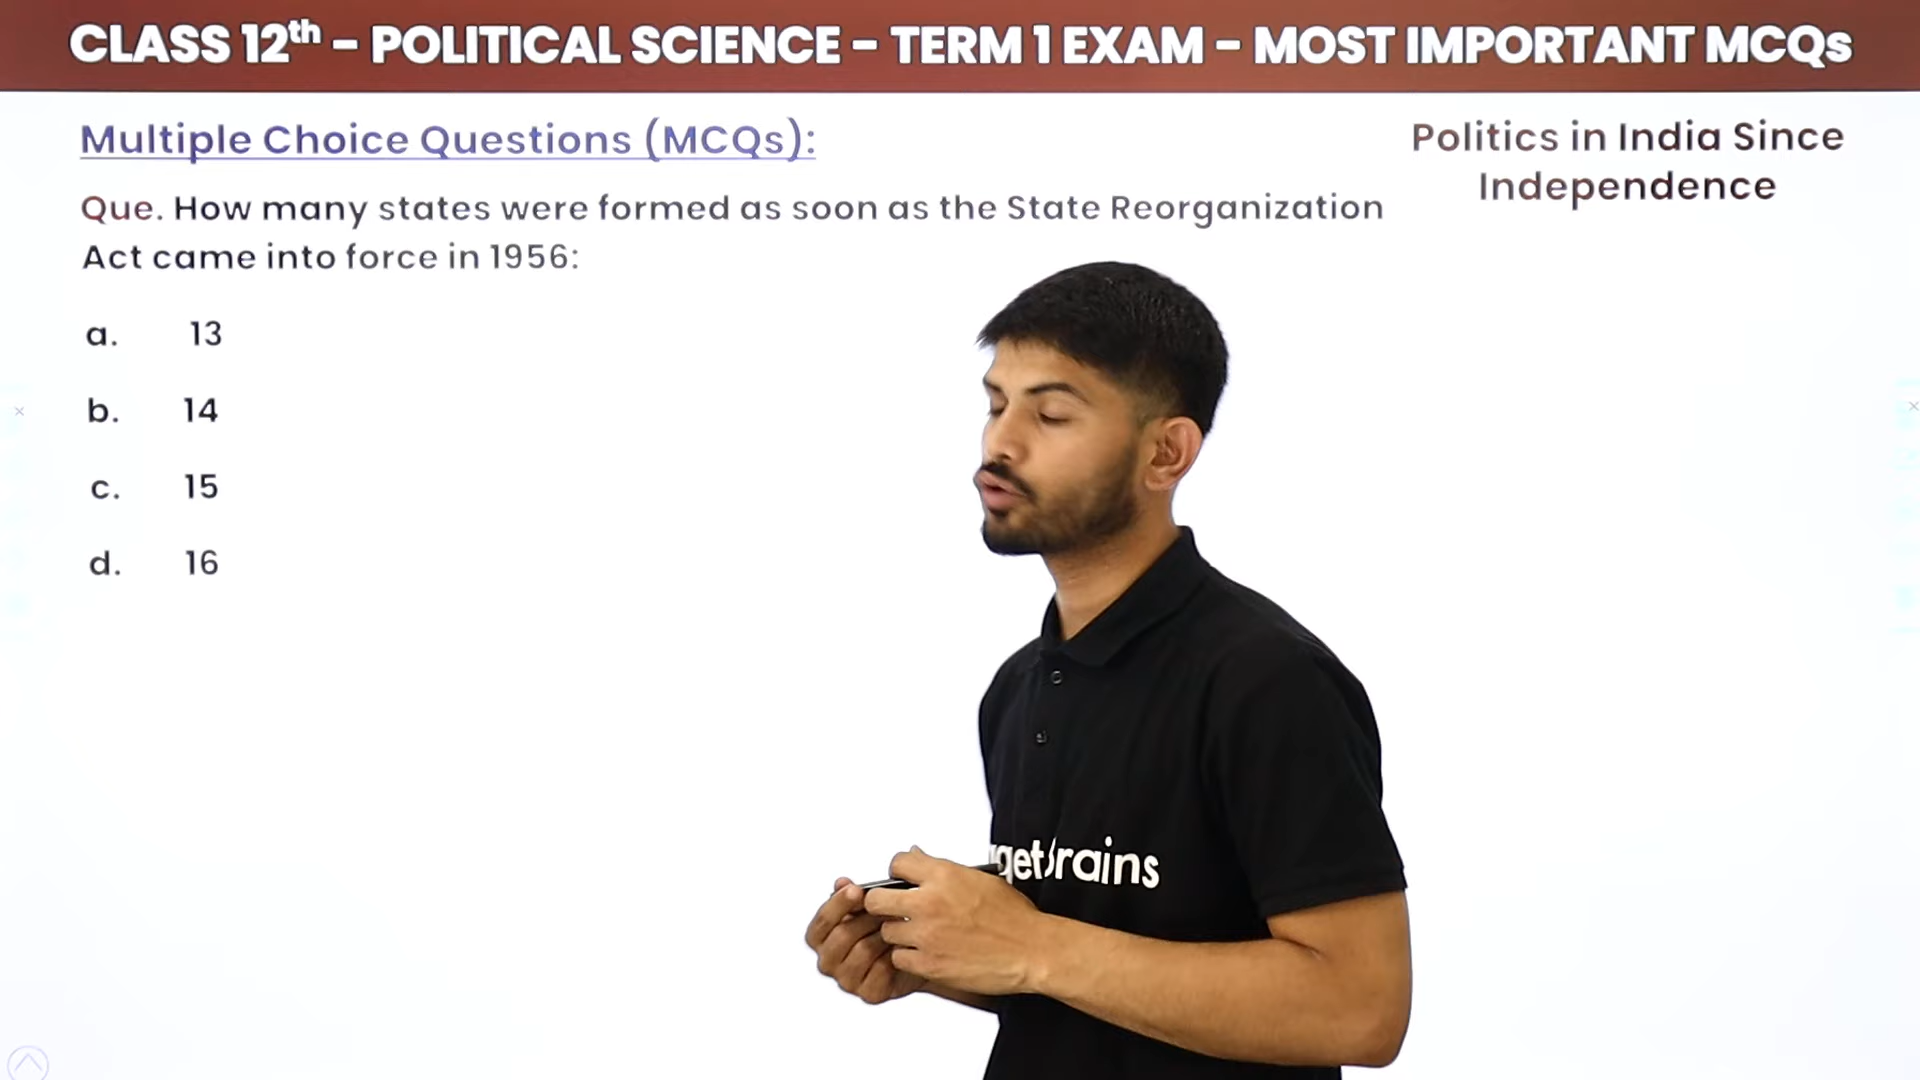 CLASS 12th - POLITICAL SCIENCE - TERM 1 EXAM - MOST IMPORTANT MCQs
Multiple Choice Questions (MCQs):
Politics in India Since
Independence
Que. How many states were formed as soon as the State Reorganization
Act came into force in 1956:
a. 13
b. 14
c. 15
d. 16